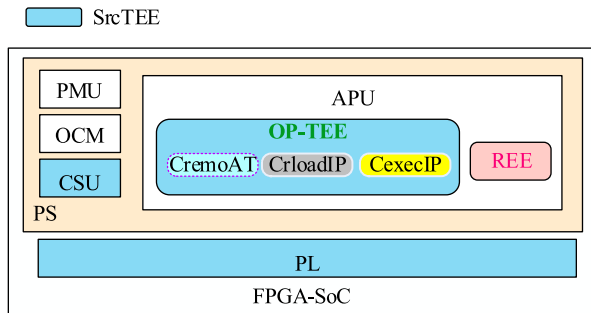 SrcTEE
PMU
APU
OP-TEE
OCM
CremoAT CrloadIP CexecIP
REE
CSU
PS
PL
FPGA-SoC